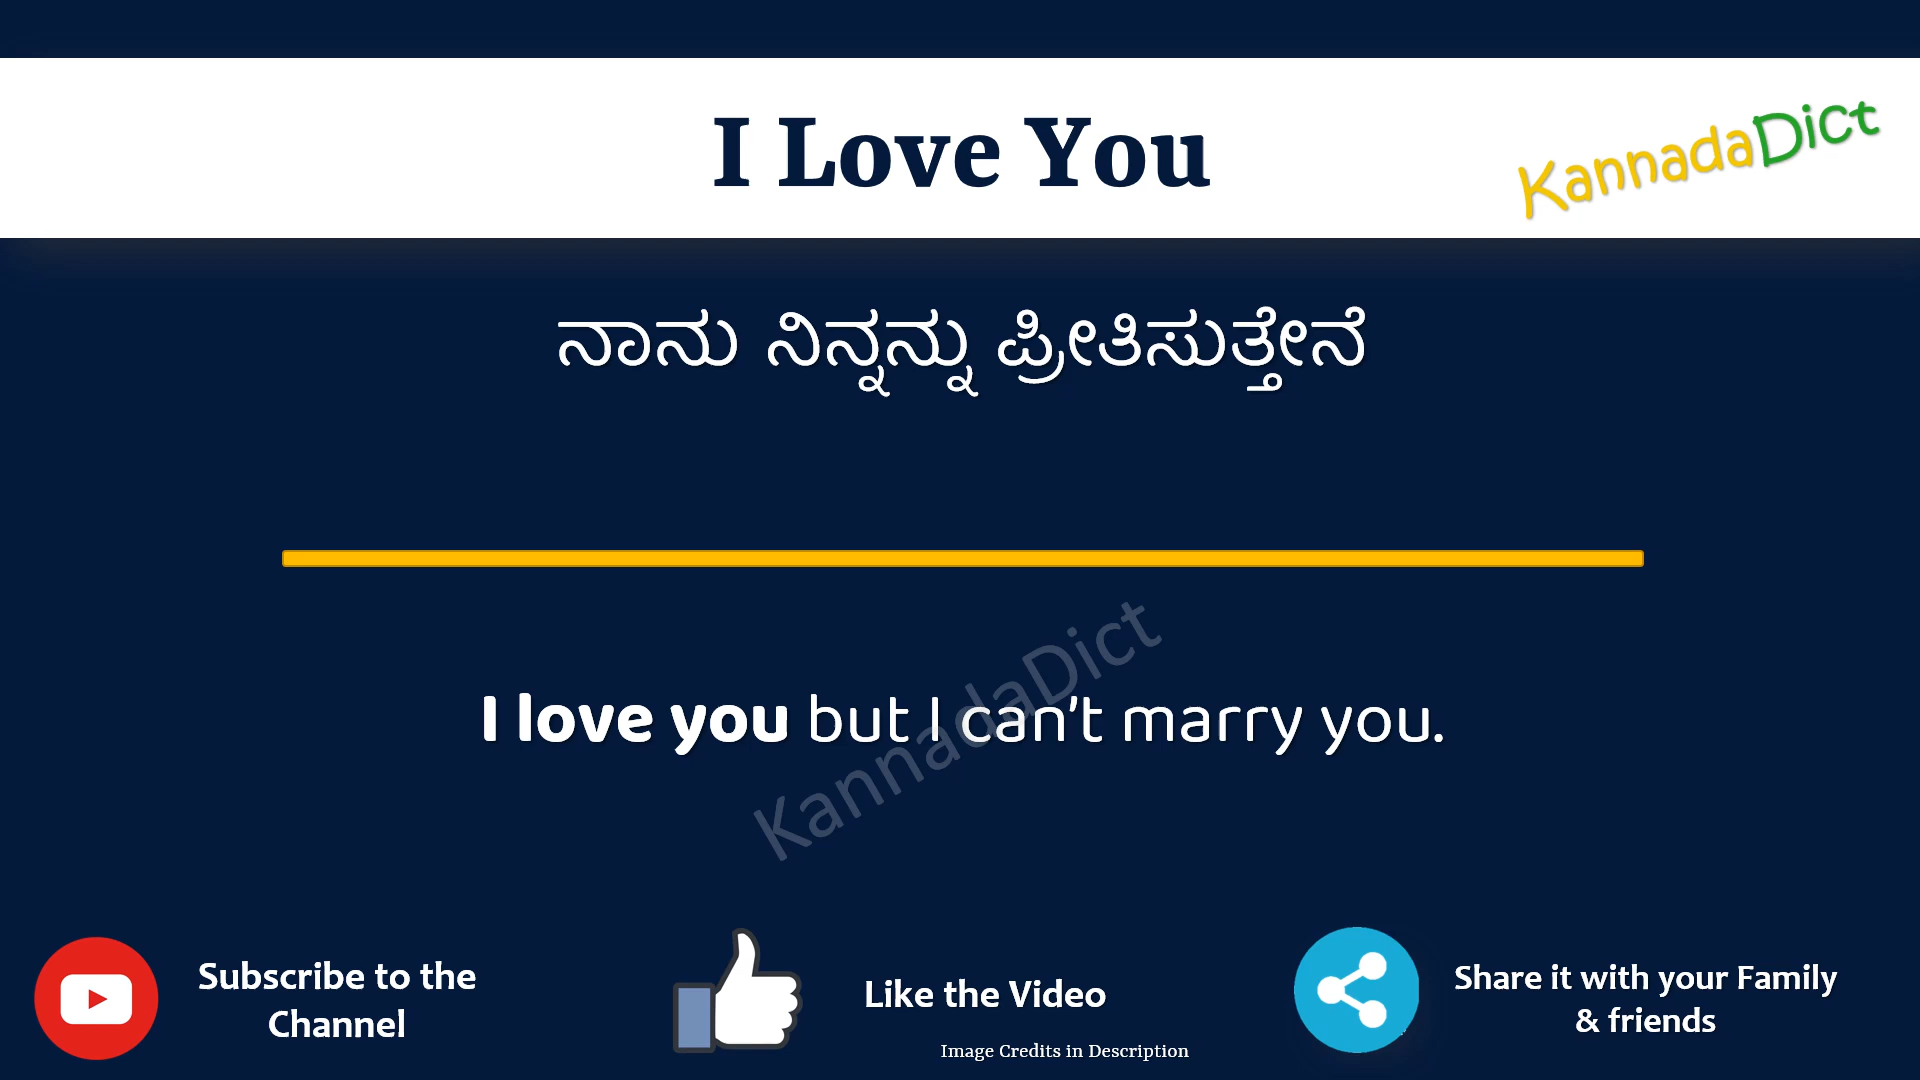 I Love You
KannadaDict
ನಾನು ನಿನ್ನನ್ನು ಪ್ರೀತಿಸುತ್ತೇನೆ
I love you but I can't marry you.
KannadaDict
Subscribe to the
Channel
Like the Video
Share it with your Family
& friends
Image Credits in Description